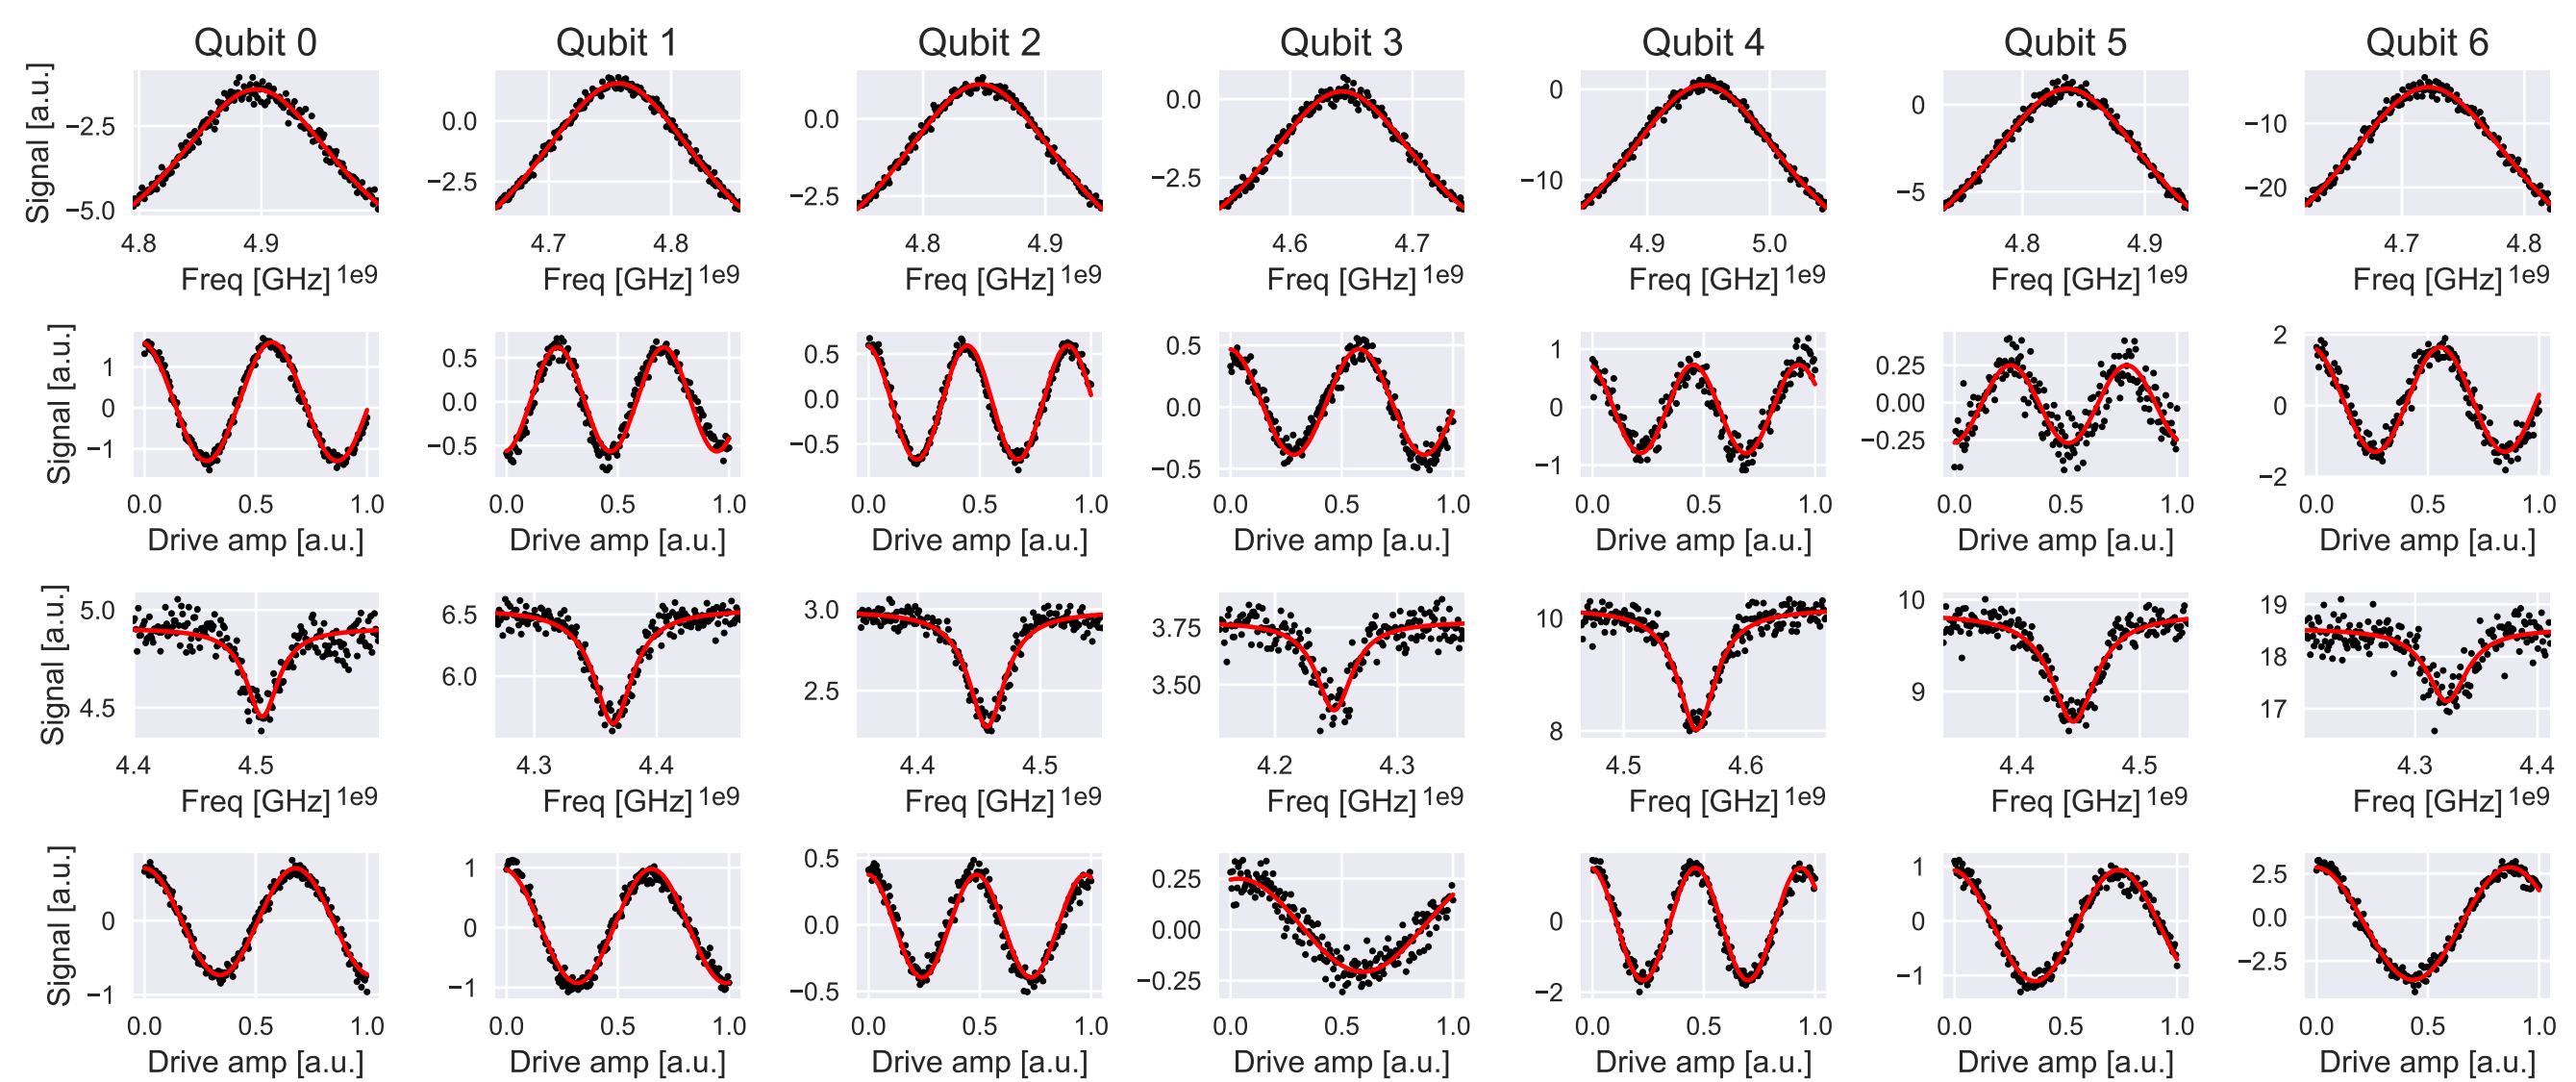 Qubit 0 Qubit 1 Qubit 2 Qubit 3 Qubit 4 Qubit 5 Qubit 6
Signal [a.u.]
−2.5 −5.0 0.0 −2.5 0.0 −2.5 0.0 −2.5 0 −10 0 −5 −10 −20
4.8 4.9 4.7 4.8 4.8 4.9 4.6 4.7 4.9 5.0 4.8 4.9 4.7 4.8
Freq [GHz] 1e9 Freq [GHz] 1e9 Freq [GHz] 1e9 Freq [GHz] 1e9 Freq [GHz] 1e9 Freq [GHz] 1e9 Freq [GHz] 1e9
Signal [a.u.]
1 0 −1 0.5 0.0 −0.5 0.5 0.0 −0.5 0.5 0.0 −0.5 1 0 −1 0.25 0.00 −0.25 2 0 −2
0.0 0.5 1.0 0.0 0.5 1.0 0.0 0.5 1.0 0.0 0.5 1.0 0.0 0.5 1.0 0.0 0.5 1.0 0.0 0.5 1.0
Drive amp [a.u.] Drive amp [a.u.] Drive amp [a.u.] Drive amp [a.u.] Drive amp [a.u.] Drive amp [a.u.] Drive amp [a.u.]
Signal [a.u.]
5.0 4.5 6.5 6.0 3.0 2.5 3.75 3.50 10 8 10 9 19 18 17
4.4 4.5 4.3 4.4 4.4 4.5 4.2 4.3 4.5 4.6 4.4 4.5 4.3 4.4
Freq [GHz] 1e9 Freq [GHz] 1e9 Freq [GHz] 1e9 Freq [GHz] 1e9 Freq [GHz] 1e9 Freq [GHz] 1e9 Freq [GHz] 1e9
Signal [a.u.]
0 −1 1 0 −1 0.5 0.0 −0.5 0.25 0.00 −0.25 0 −2 1 0 −1 2.5 0.0 −2.5
0.0 0.5 1.0 0.0 0.5 1.0 0.0 0.5 1.0 0.0 0.5 1.0 0.0 0.5 1.0 0.0 0.5 1.0 0.0 0.5 1.0
Drive amp [a.u.] Drive amp [a.u.] Drive amp [a.u.] Drive amp [a.u.] Drive amp [a.u.] Drive amp [a.u.] Drive amp [a.u.]